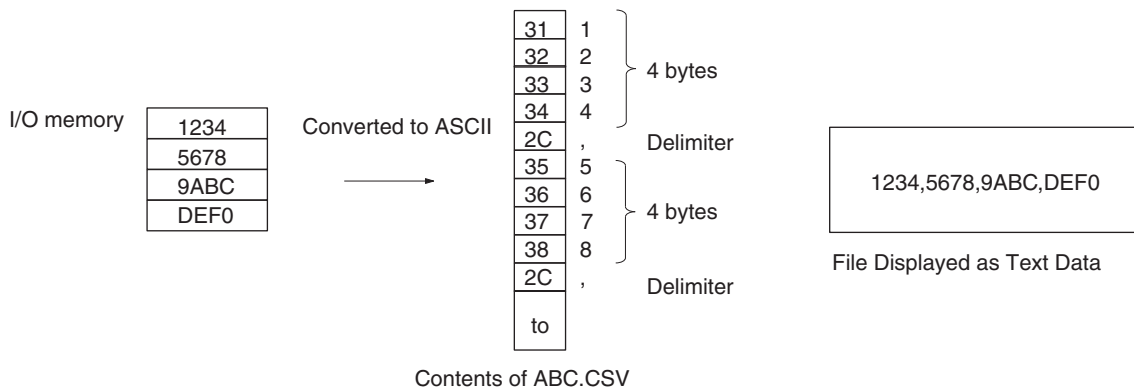 I/O memory
1234
5678
9ABC
DEF0
Converted to ASCII
31 1
32 2
33 3
34 4
4 bytes
2C ,
Delimiter
35 5
36 6
37 7
38 8
4 bytes
2C ,
Delimiter
to
Contents of ABC.CSV
1234,5678,9ABC,DEF0
File Displayed as Text Data